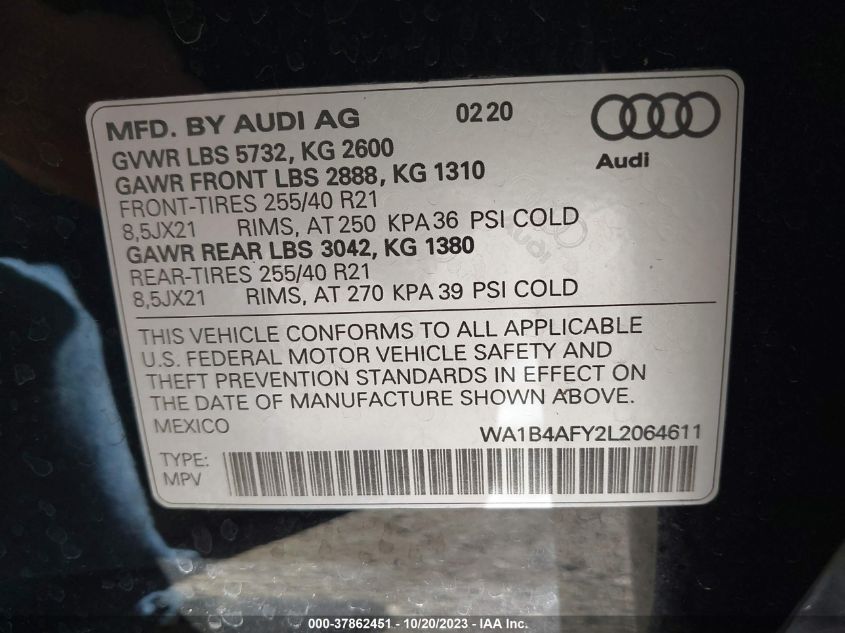 MFD. BY AUDI AG 0220
Audi
GVWR LBS 5732, KG 2600
GAWR FRONT LBS 2888, KG 1310
FRONT-TIRES 255/40 R21
8,5JX21 RIMS, AT 250 KPA 36 PSI COLD
GAWR REAR LBS 3042, KG 1380
REAR-TIRES 255/40 R21
8,5JX21 RIMS, AT 270 KPA 39 PSI COLD
THIS VEHICLE CONFORMS TO ALL APPLICABLE
U.S. FEDERAL MOTOR VEHICLE SAFETY AND
THEFT PREVENTION STANDARDS IN EFFECT ON
THE DATE OF MANUFACTURE SHOWN ABOVE.
MEXICO WA1B4AFY2L2064611
TYPE:
MPV
000-37862451 - 10/20/2023 - IAA Inc.